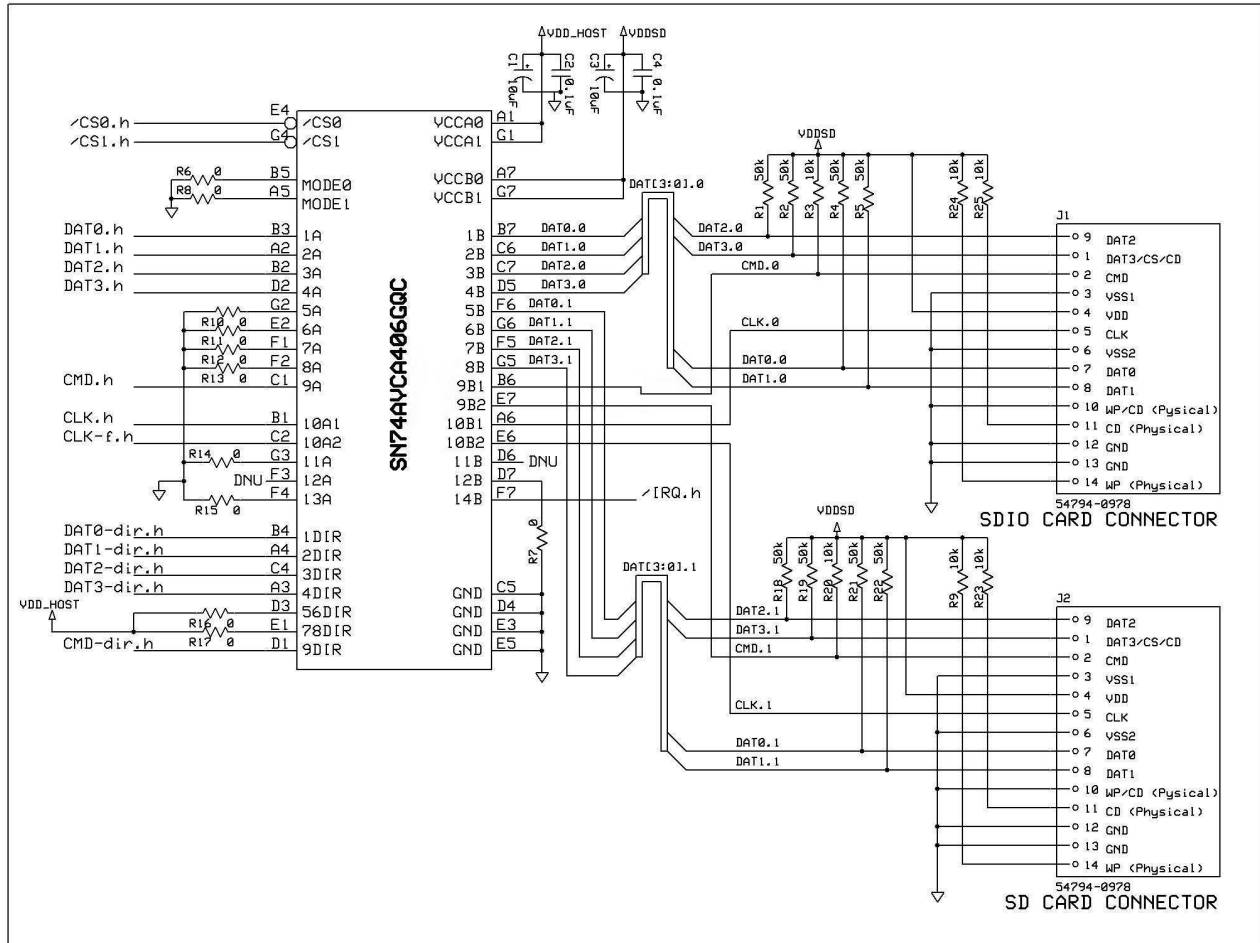 VDD_HOST VDDSD
C1 10uF C2 0.1uF C3 10uF C4 0.1uF
/CS0.h E4 /CS0 VCCA0 A1
/CS1.h G4 /CS1 VCCA1 G1
R6 0 B5 MODE0 VCCB0 A7
R8 0 A5 MODE1 VCCB1 G7
DAT[3:0].0
DAT0.h B3 1A 1B B7 DAT0.0
DAT1.h A2 2A 2B C6 DAT1.0
DAT2.h B2 3A 3B C7 DAT2.0
DAT3.h D2 4A 4B D5 DAT3.0
G2 5A 5B F6 DAT0.1
R10 0 E2 6A 6B G6 DAT1.1
R11 0 F1 7A 7B F5 DAT2.1
R12 0 F2 8A 8B G5 DAT3.1
R13 0
CMD.h C1 9A 9B1 B6
9B2 E7
CLK.h B1 10A1 10B1 A6
CLK-f.h C2 10A2 10B2 E6
R14 0 G3 11A 11B D6 DNU
DNU F3 12A 12B D7
F4 13A 14B F7 /IRQ.h
R15 0
SN74AVCA406GQC
R7 0
DAT0-dir.h B4 1DIR
DAT1-dir.h A4 2DIR
DAT2-dir.h C4 3DIR
DAT3-dir.h A3 4DIR GND C5
VDD_HOST
D3 56DIR GND D4
R16 0 E1 78DIR GND E3
R17 0
CMD-dir.h D1 9DIR GND E5
VDDSD
R1 50k R2 50k R3 10k R4 50k R5 50k R24 10k R25 10k
J1
DAT2.0 9 DAT2
DAT3.0 1 DAT3/CS/CD
CMD.0 2 CMD
3 VSS1
4 VDD
CLK.0 5 CLK
6 VSS2
DAT0.0 7 DAT0
DAT1.0 8 DAT1
10 WP/CD (Pysical)
11 CD (Physical)
12 GND
13 GND
14 WP (Physical)
54794-0978
SDIO CARD CONNECTOR
VDDSD
R18 50k R19 50k R20 10k R21 50k R22 50k R9 10k R23 10k
DAT[3:0].1
J2
DAT2.1 9 DAT2
DAT3.1 1 DAT3/CS/CD
CMD.1 2 CMD
3 VSS1
4 VDD
CLK.1 5 CLK
6 VSS2
DAT0.1 7 DAT0
DAT1.1 8 DAT1
10 WP/CD (Pysical)
11 CD (Physical)
12 GND
13 GND
14 WP (Physical)
54794-0978
SD CARD CONNECTOR